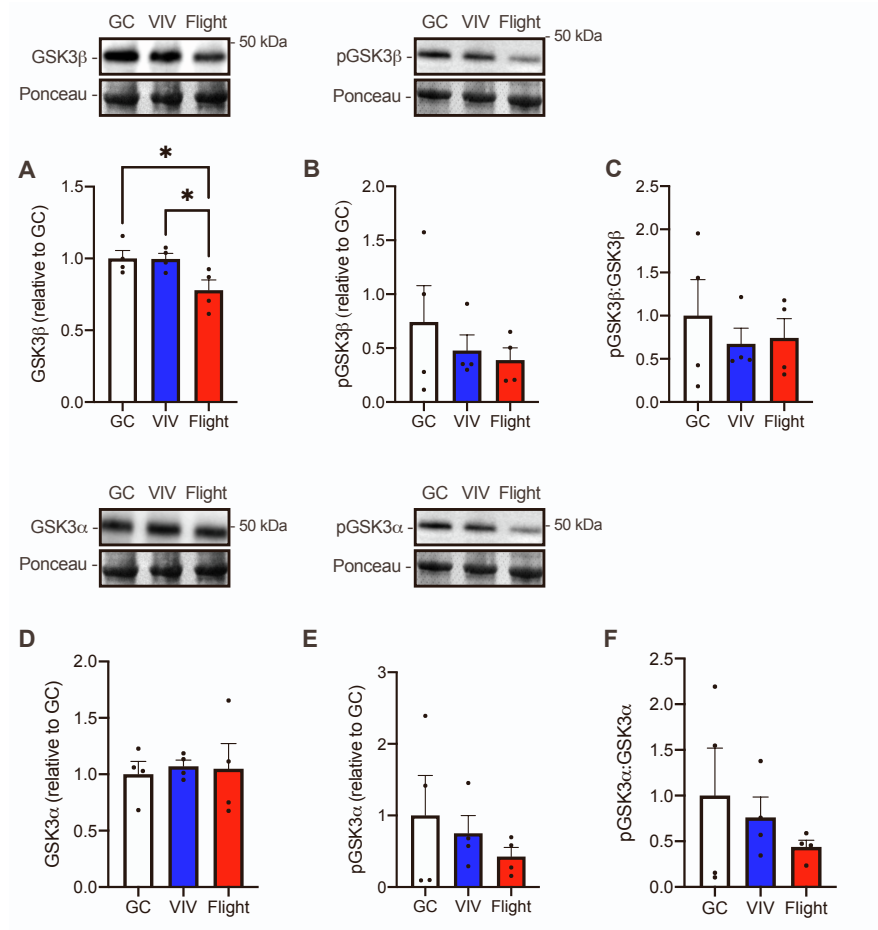 GC VIV Flight
GSK3β - - 50 kDa
Ponceau -
GC VIV Flight
pGSK3β - - 50 kDa
Ponceau -
A
*
*
GSK3β (relative to GC)
1.5
1.0
0.5
0.0
GC VIV Flight
B
pGSK3β (relative to GC)
2.0
1.5
1.0
0.5
0.0
GC VIV Flight
C
pGSK3β:GSK3β
2.5
2.0
1.5
1.0
0.5
0.0
GC VIV Flight
GC VIV Flight
GSK3α - - 50 kDa
Ponceau -
GC VIV Flight
pGSK3α - - 50 kDa
Ponceau -
D
GSK3α (relative to GC)
2.0
1.5
1.0
0.5
0.0
GC VIV Flight
E
pGSK3α (relative to GC)
3
2
1
0
GC VIV Flight
F
pGSK3α:GSK3α
2.5
2.0
1.5
1.0
0.5
0.0
GC VIV Flight